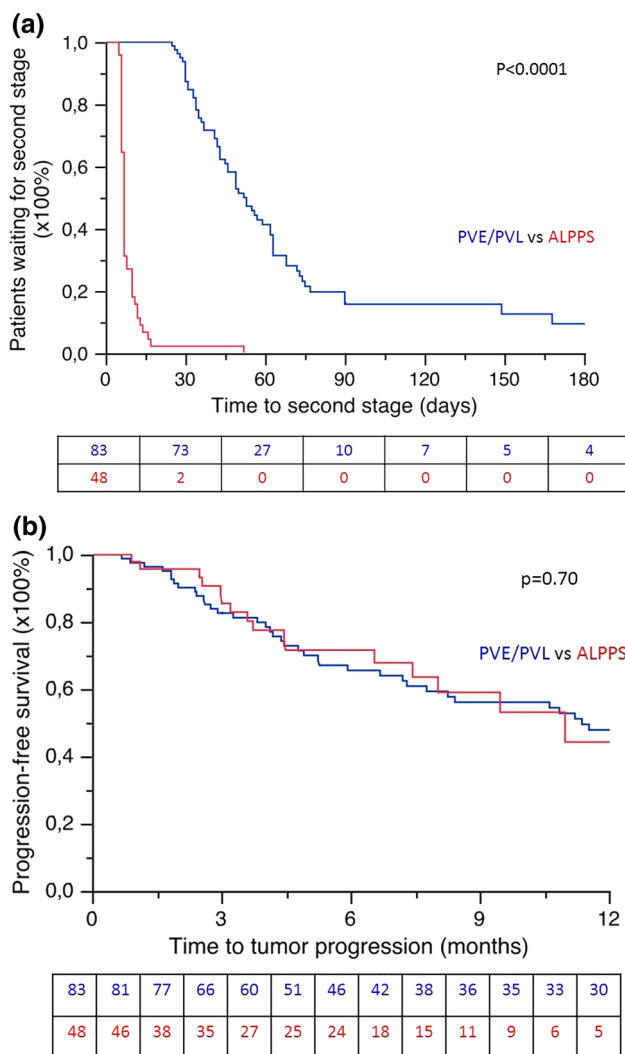 (a)
1,0
0,8
0,6
0,4
0,2
0,0
Patients waiting for second stage
(x100%)
P<0.0001
PVE/PVL vs ALPPS
0 30 60 90 120 150 180
Time to second stage (days)
83 73 27 10 7 5 4
48 2 0 0 0 0 0
(b)
1,0
0,8
0,6
0,4
0,2
0,0
Progression-free survival (x100%)
p=0.70
PVE/PVL vs ALPPS
0 3 6 9 12
Time to tumor progression (months)
83 81 77 66 60 51 46 42 38 36 35 33 30
48 46 38 35 27 25 24 18 15 11 9 6 5